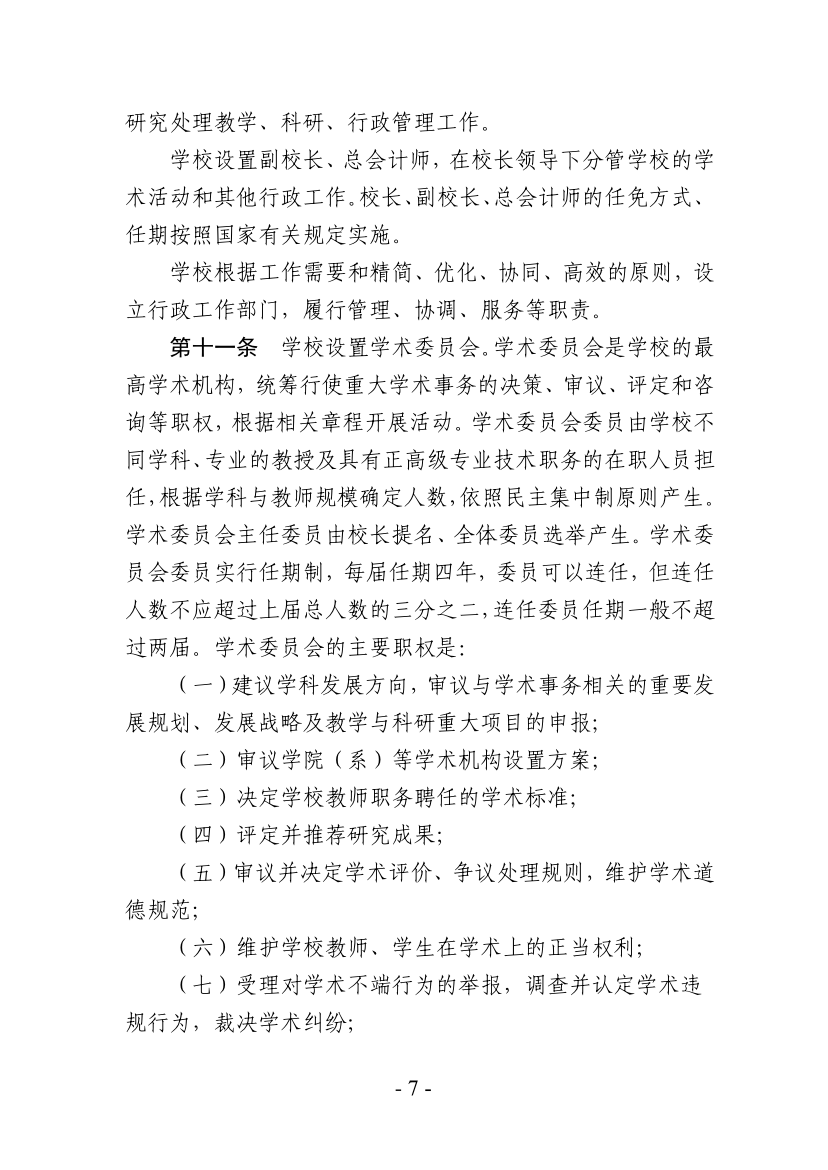 研究处理教学、科研、行政管理工作。
学校设置副校长、总会计师，在校长领导下分管学校的学
术活动和其他行政工作。校长、副校长、总会计师的任免方式、
任期按照国家有关规定实施。
学校根据工作需要和精简、优化、协同、高效的原则，设
立行政工作部门，履行管理、协调、服务等职责。
第十一条　学校设置学术委员会。学术委员会是学校的最
高学术机构，统筹行使重大学术事务的决策、审议、评定和咨
询等职权，根据相关章程开展活动。学术委员会委员由学校不
同学科、专业的教授及具有正高级专业技术职务的在职人员担
任，根据学科与教师规模确定人数，依照民主集中制原则产生。
学术委员会主任委员由校长提名、全体委员选举产生。学术委
员会委员实行任期制，每届任期四年，委员可以连任，但连任
人数不应超过上届总人数的三分之二，连任委员任期一般不超
过两届。学术委员会的主要职权是：
（一）建议学科发展方向，审议与学术事务相关的重要发
展规划、发展战略及教学与科研重大项目的申报；
（二）审议学院（系）等学术机构设置方案；
（三）决定学校教师职务聘任的学术标准；
（四）评定并推荐研究成果；
（五）审议并决定学术评价、争议处理规则，维护学术道
德规范；
（六）维护学校教师、学生在学术上的正当权利；
（七）受理对学术不端行为的举报，调查并认定学术违
规行为，裁决学术纠纷；
- 7 -